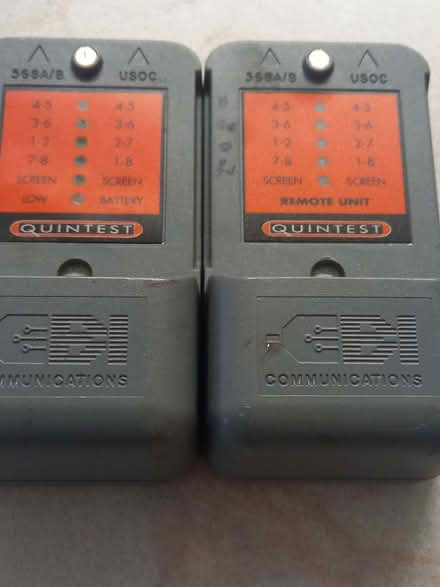 568A/B USOC
4-5 4-5
3-6 3-6
1-2 2-7
7-8 1-8
SCREEN SCREEN
LOW BATTERY
QUINTEST
CDI
COMMUNICATIONS
568A/B USOC
4-5 4-5
3-6 3-6
1-2 2-7
7-8 1-8
SCREEN SCREEN
REMOTE UNIT
QUINTEST
CDI
COMMUNICATIONS